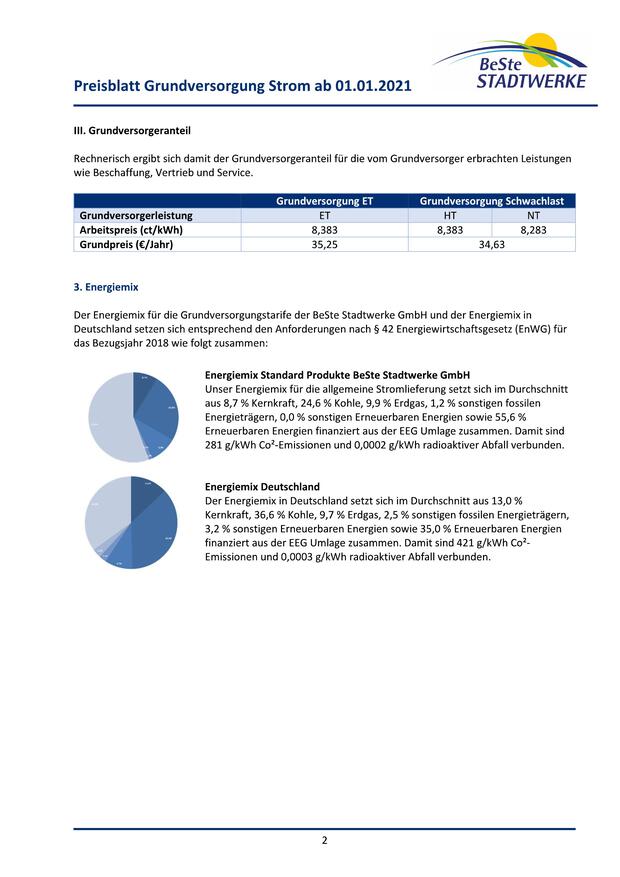 BeSte
STADTWERKE
Preisblatt Grundversorgung Strom ab 01.01.2021
III. Grundversorgeranteil
Rechnerisch ergibt sich damit der Grundversorgeranteil für die vom Grundversorger erbrachten Leistungen
wie Beschaffung, Vertrieb und Service.
Grundversorgung ET Grundversorgung Schwachlast
Grundversorgerleistung ET HT NT
Arbeitspreis (ct/kWh) 8,383 8,383 8,283
Grundpreis (€/Jahr) 35,25 34,63
3. Energiemix
Der Energiemix für die Grundversorgungstarife der BeSte Stadtwerke GmbH und der Energiemix in
Deutschland setzen sich entsprechend den Anforderungen nach § 42 Energiewirtschaftsgesetz (EnWG) für
das Bezugsjahr 2018 wie folgt zusammen:
Energiemix Standard Produkte BeSte Stadtwerke GmbH
Unser Energiemix für die allgemeine Stromlieferung setzt sich im Durchschnitt
aus 8,7 % Kernkraft, 24,6 % Kohle, 9,9 % Erdgas, 1,2 % sonstigen fossilen
Energieträgern, 0,0 % sonstigen Erneuerbaren Energien sowie 55,6 %
Erneuerbaren Energien finanziert aus der EEG Umlage zusammen. Damit sind
281 g/kWh Co²-Emissionen und 0,0002 g/kWh radioaktiver Abfall verbunden.
Energiemix Deutschland
Der Energiemix in Deutschland setzt sich im Durchschnitt aus 13,0 %
Kernkraft, 36,6 % Kohle, 9,7 % Erdgas, 2,5 % sonstigen fossilen Energieträgern,
3,2 % sonstigen Erneuerbaren Energien sowie 35,0 % Erneuerbaren Energien
finanziert aus der EEG Umlage zusammen. Damit sind 421 g/kWh Co²-
Emissionen und 0,0003 g/kWh radioaktiver Abfall verbunden.
2